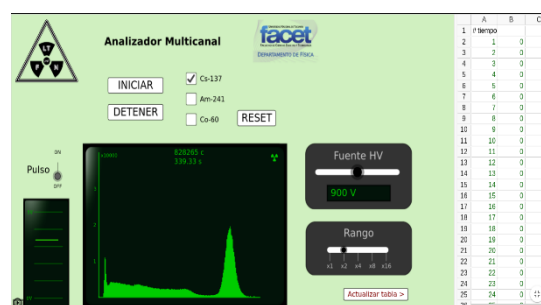 Analizador Multicanal
facet
DEPARTAMENTO DE FÍSICA
LT
P
N
INICIAR
DETENER
Cs-137
Am-241
Co-60
RESET
Pulso
ON
OFF
828265 c
339.33 s
3
2
1
Fuente HV
900 V
Rango
x1 x2 x4 x8 x16
Actualizar tabla >
A B C
1 tiempo
2 1 0
3 2 0
4 3 0
5 4 0
6 5 0
7 6 0
8 7 0
9 8 0
10 9 0
11 10 0
12 11 0
13 12 0
14 13 0
15 14 0
16 15 0
17 16 0
18 17 0
19 18 0
20 19 0
21 20 0
22 21 0
23 22 0
24 23 0
25 24 0